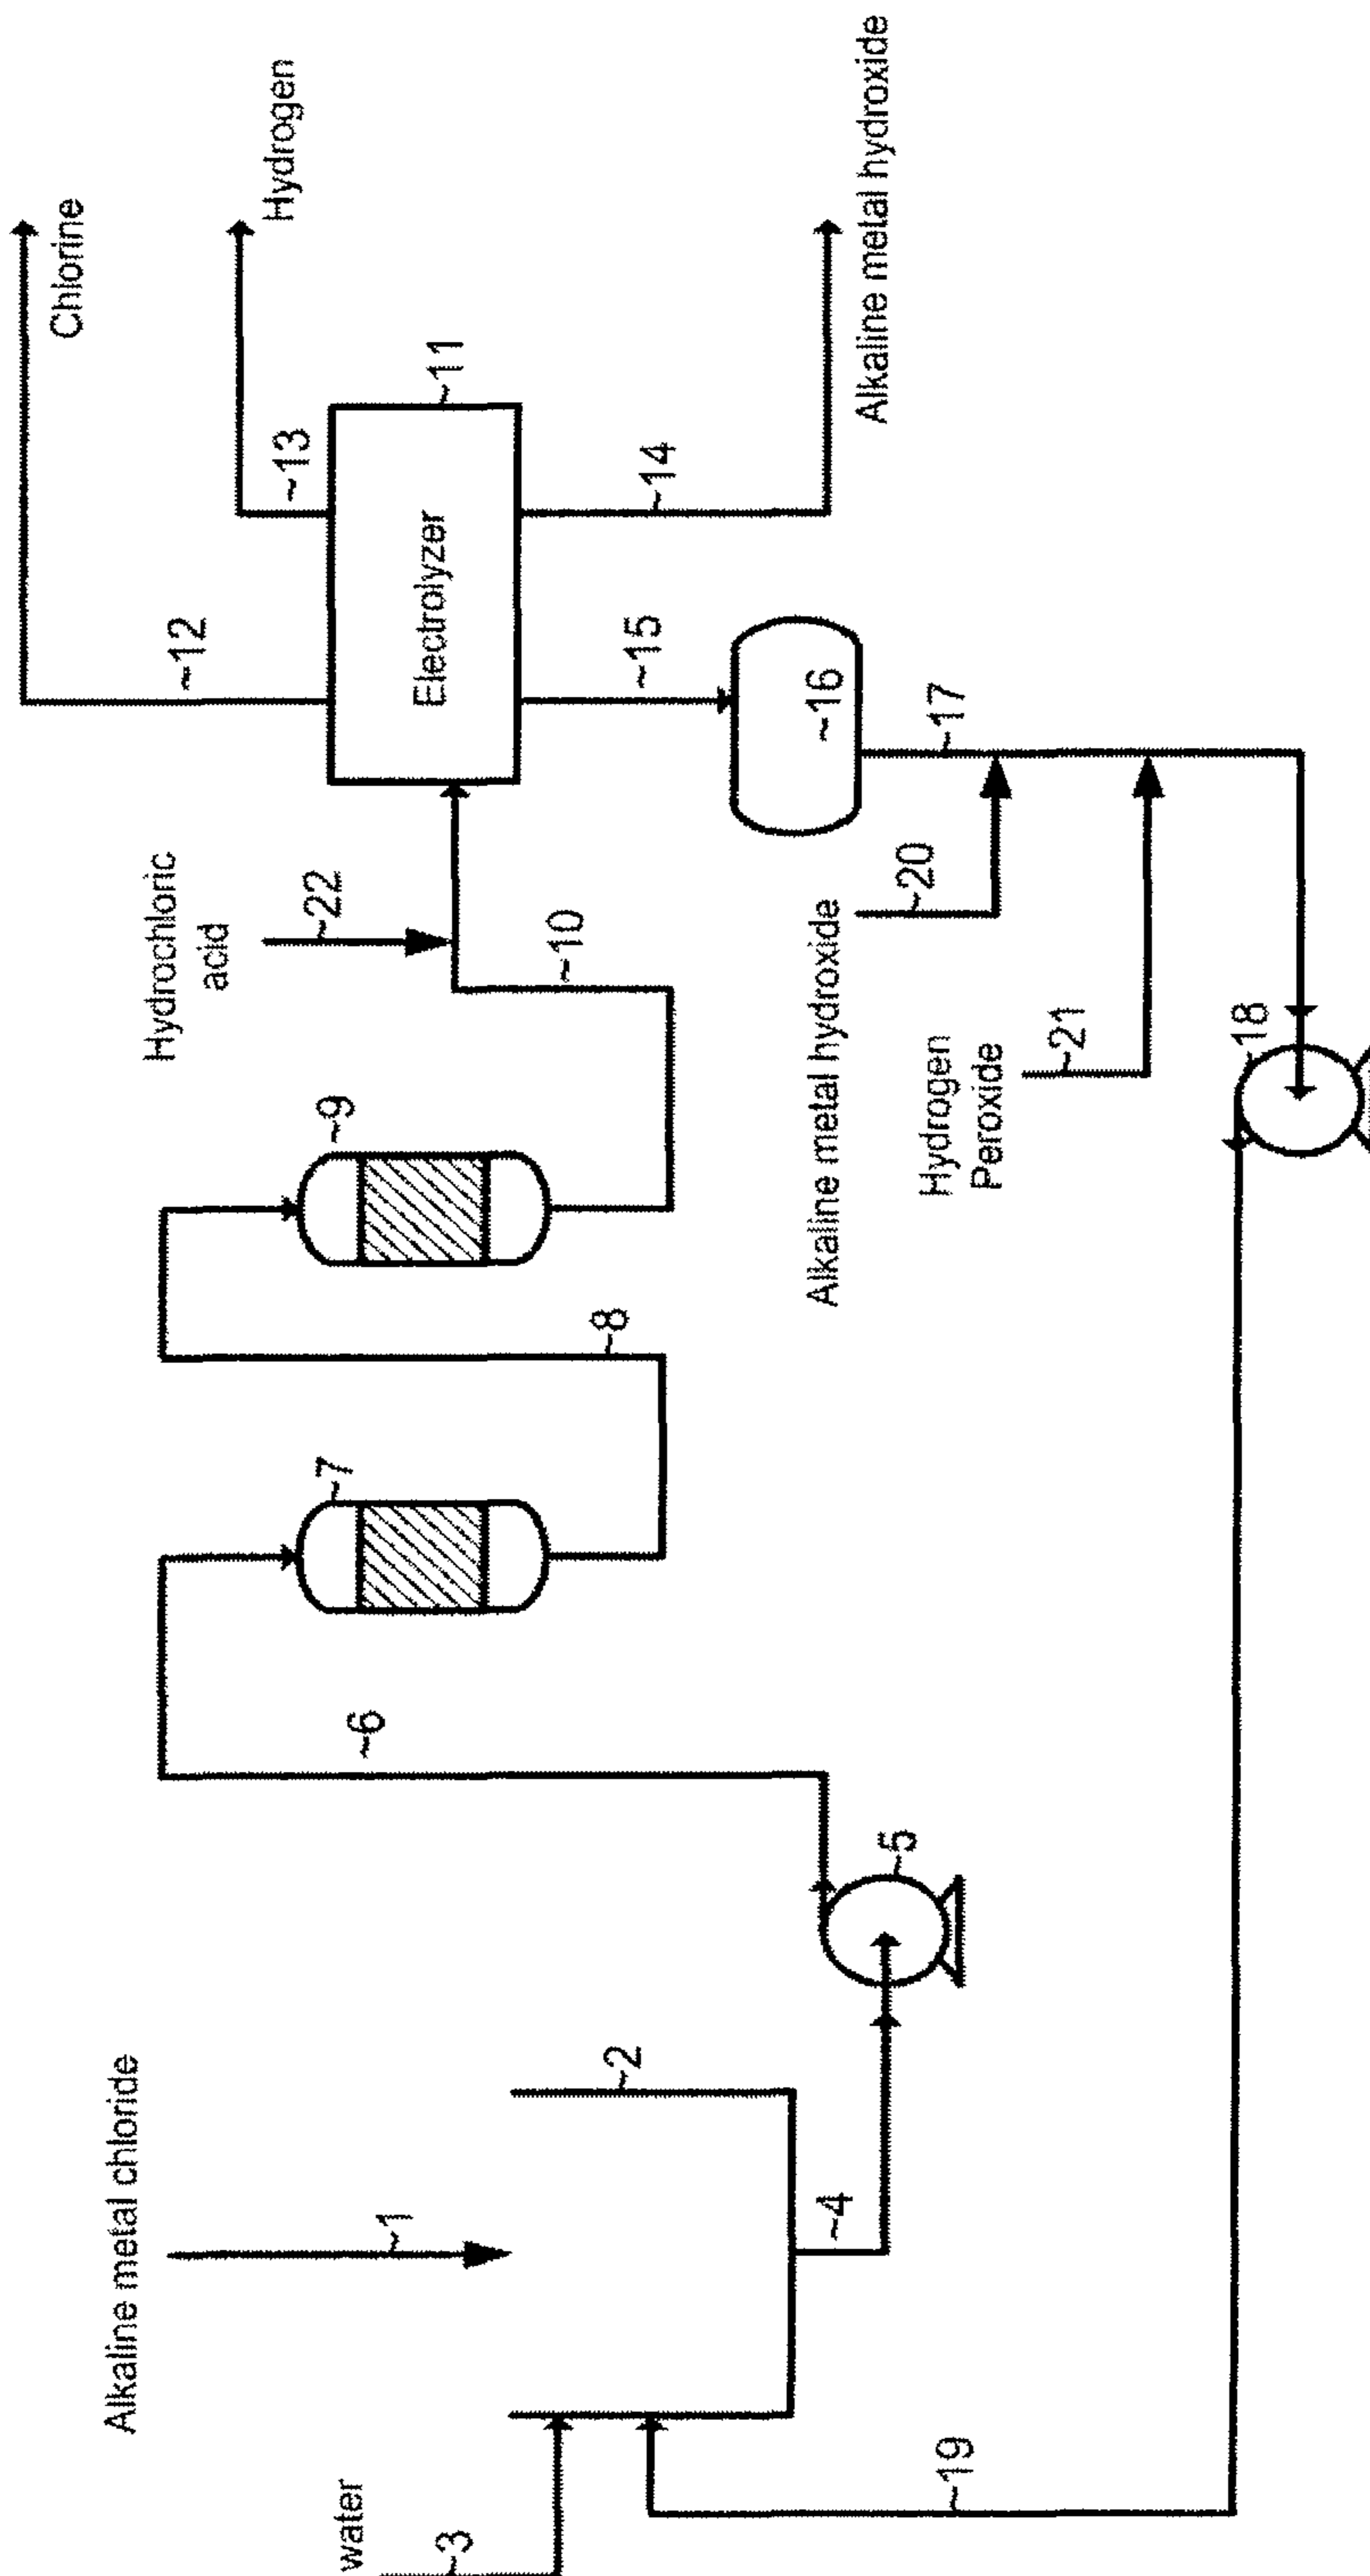 Alkaline metal chloride
~1
water
~3
~2
~4
~5
~6
~7
~8
~9
~10
Hydrochloric
acid
~22
Electrolyzer
~11
~12
Chlorine
~13
Hydrogen
~14
Alkaline metal hydroxide
~15
~16
~17
Alkaline metal hydroxide
~20
Hydrogen
Peroxide
~21
~18
~19